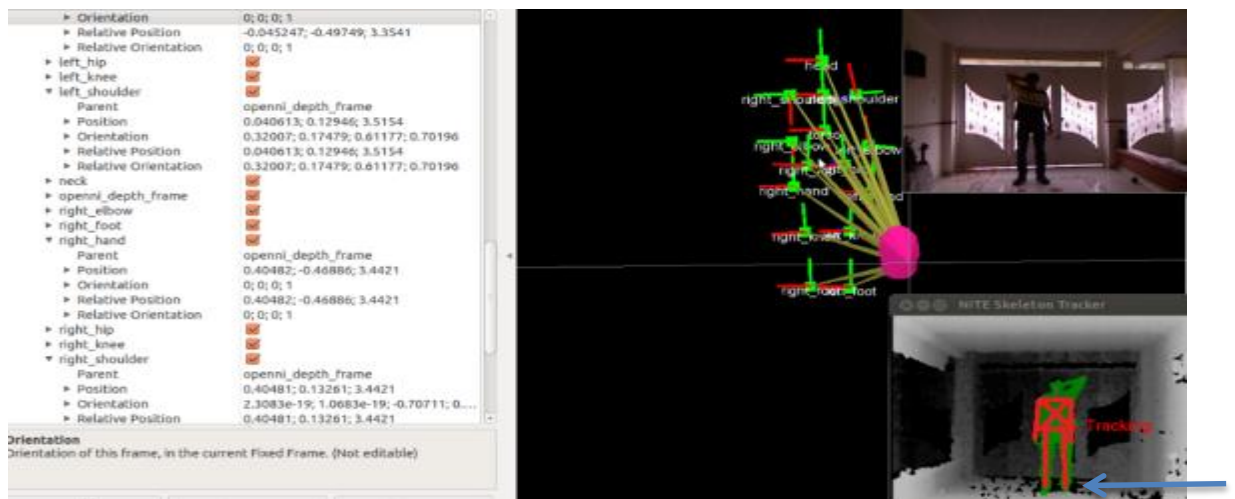 Orientation 0; 0; 0; 1
Relative Position -0.045247; -0.49749; 3.3541
Relative Orientation 0; 0; 0; 1
left_hip
left_knee
left_shoulder
Parent openni_depth_frame
Position 0.040613; 0.12946; 3.5154
Orientation 0.32007; 0.17479; 0.61177; 0.70196
Relative Position 0.040613; 0.12946; 3.5154
Relative Orientation 0.32007; 0.17479; 0.61177; 0.70196
neck
openni_depth_frame
right_elbow
right_foot
right_hand
Parent openni_depth_frame
Position 0.40482; -0.46886; 3.4421
Orientation 0; 0; 0; 1
Relative Position 0.40482; -0.46886; 3.4421
Relative Orientation 0; 0; 0; 1
right_hip
right_knee
right_shoulder
Parent openni_depth_frame
Position 0.40481; 0.13261; 3.4421
Orientation 2.3083e-19; 1.0683e-19; -0.70711; 0....
Relative Position 0.40481; 0.13261; 3.4421
Orientation
Orientation of this frame, in the current Fixed Frame. (Not editable)
head
right_hand
NITE Skeleton Tracker
Tracking